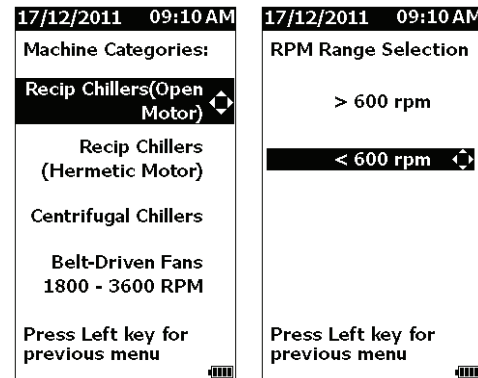 17/12/2011 09:10 AM
Machine Categories:
Recip Chillers(Open
Motor)
Recip Chillers
(Hermetic Motor)
Centrifugal Chillers
Belt-Driven Fans
1800 - 3600 RPM
Press Left key for
previous menu
17/12/2011 09:10 AM
RPM Range Selection
> 600 rpm
< 600 rpm
Press Left key for
previous menu